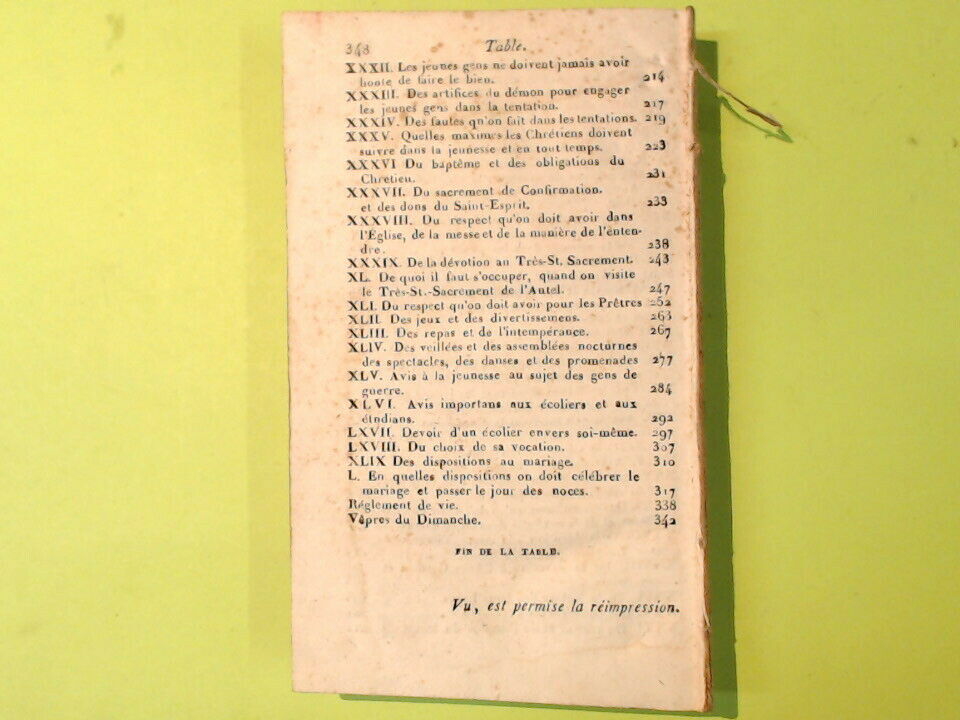 348 Table.
XXXII. Les jeunes gens ne doivent jamais avoir
honte de faire le bien. 214
XXXIII. Des artifices du démon pour engager
les jeunes gens dans la tentation. 217
XXXIV. Des fautes qu'on fait dans les tentations. 219
XXXV. Quelles maximes les Chrétiens doivent
suivre dans la jeunesse et en tout temps. 223
XXXVI Du baptême et des obligations du
Chrétien. 231
XXXVII. Du sacrement de Confirmation.
et des dons du Saint-Esprit. 233
XXXVIII. Du respect qu'on doit avoir dans
l'Église, de la messe et de la manière de l'enten-
dre. 238
XXXIX. De la dévotion au Très-St. Sacrement. 243
XL. De quoi il faut s'occuper, quand on visite
le Très-St.-Sacrement de l'Autel. 247
XLI. Du respect qu'on doit avoir pour les Prêtres 262
XLII. Des jeux et des divertissemens. 263
XLIII. Des repas et de l'intempérance. 267
XLIV. Des veillées et des assemblées nocturnes
des spectacles, des danses et des promenades 277
XLV. Avis à la jeunesse au sujet des gens de
guerre. 284
XLVI. Avis importans aux écoliers et aux
étudians. 292
LXVII. Devoir d'un écolier envers soi-même. 297
LXVIII. Du choix de sa vocation. 307
XLIX Des dispositions au mariage. 310
L. En quelles dispositions on doit célébrer le
mariage et passer le jour des noces. 317
Réglement de vie. 338
Vêpres du Dimanche. 342
FIN DE LA TABLE.
Vu, est permise la réimpression.